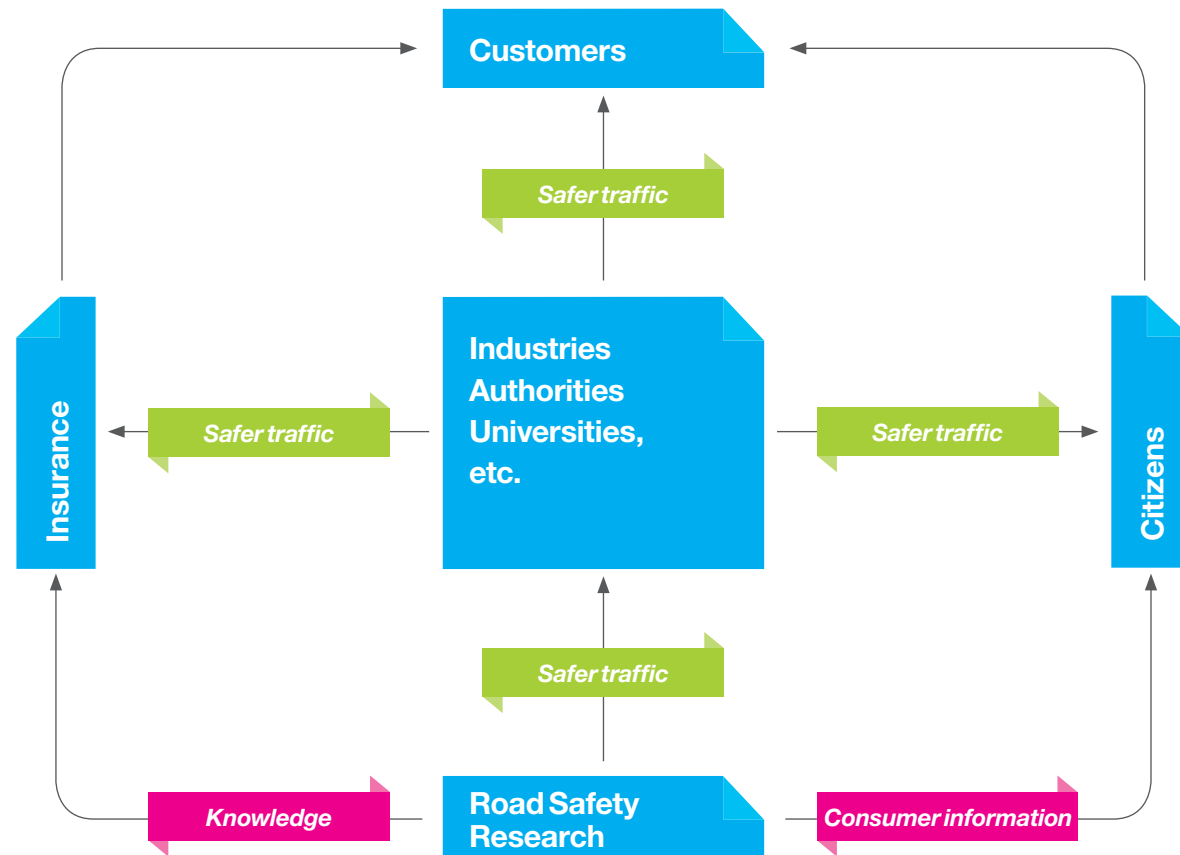 Customers
Safer traffic
Industries
Authorities
Universities,
etc.
Insurance
Safer traffic
Safer traffic
Citizens
Safer traffic
Knowledge
Road Safety
Research
Consumer information